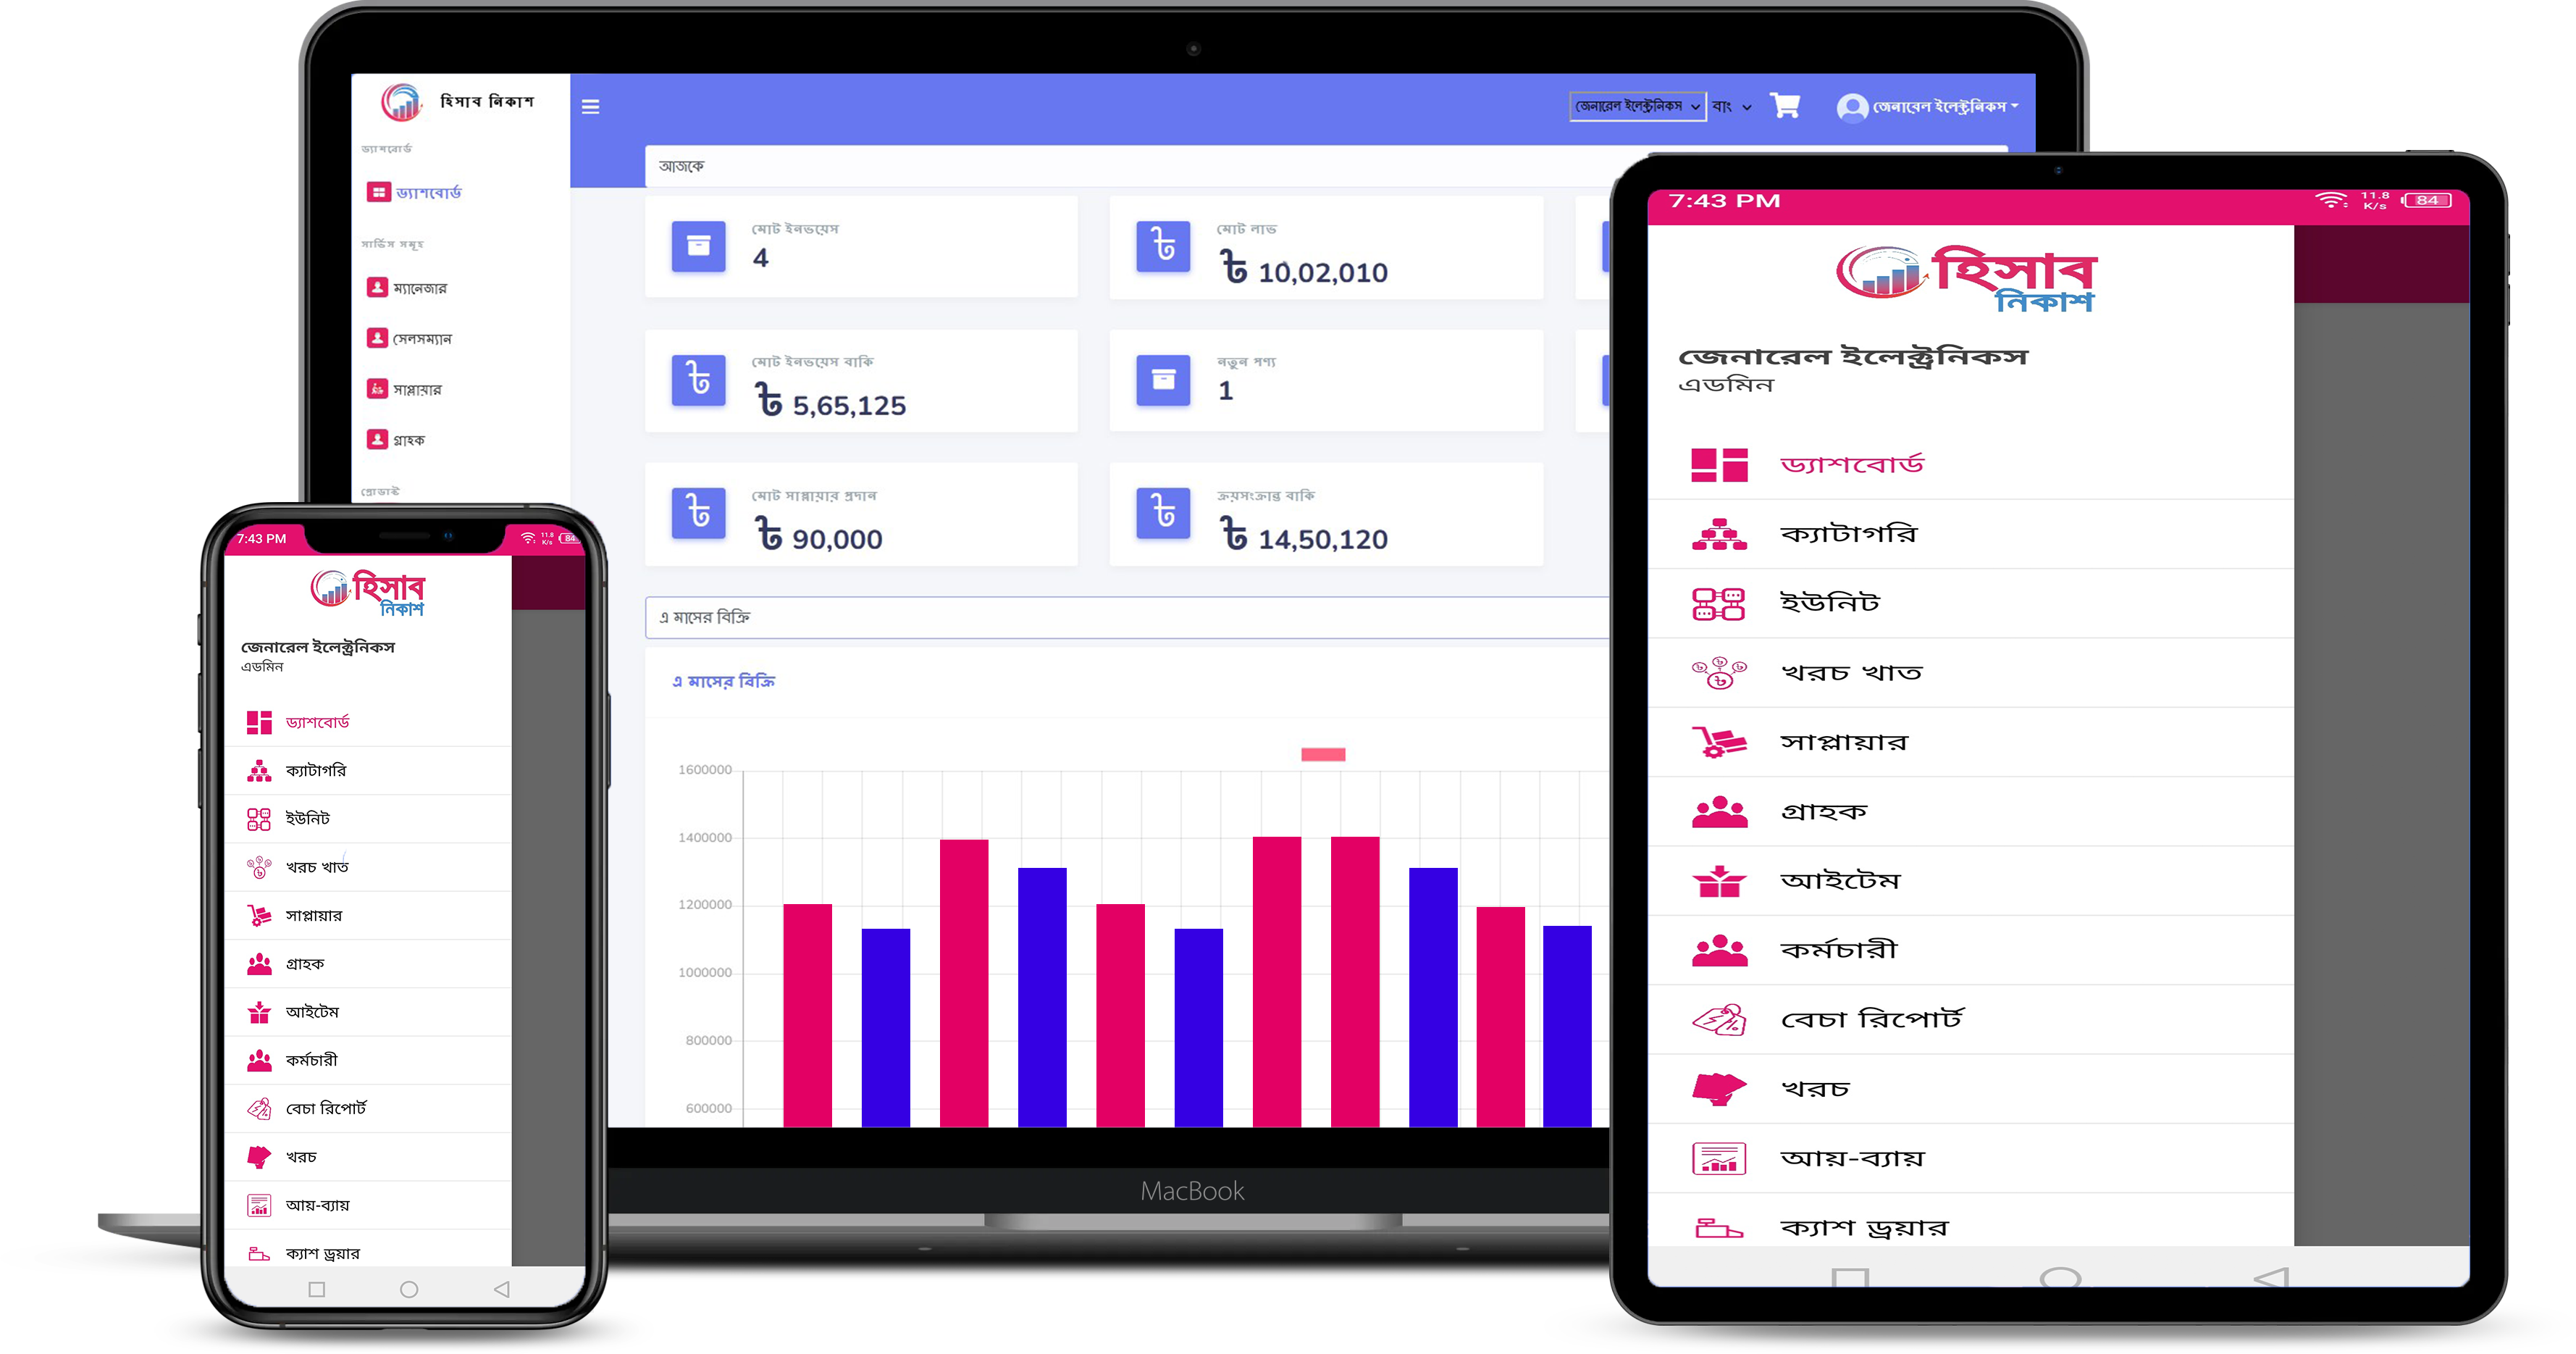 হিসাব নিকাশ
জেনারেল ইলেক্ট্রনিকস
বাং
জেনারেল ইলেক্ট্রনিকস
ড্যাশবোর্ড
ড্যাশবোর্ড
সার্ভিস সমূহ
ম্যানেজার
সেলসম্যান
সাপ্লায়ার
গ্রাহক
প্রোডাক্ট
আজকে
মোট ইনভয়েস
4
মোট লাভ
৳ 10,02,010
মোট ইনভয়েস বাকি
৳ 5,65,125
নতুন পণ্য
1
মোট সাপ্লায়ার প্রদান
৳ 90,000
ক্রয়সংক্রান্ত বাকি
৳ 14,50,120
এ মাসের বিক্রি
এ মাসের বিক্রি
1600000
1400000
1200000
1000000
800000
600000
MacBook
7:43 PM
11.8
K/s
84
হিসাব
নিকাশ
জেনারেল ইলেক্ট্রনিকস
এডমিন
ড্যাশবোর্ড
ক্যাটাগরি
ইউনিট
খরচ খাত
সাপ্লায়ার
গ্রাহক
আইটেম
কর্মচারী
বেচা রিপোর্ট
খরচ
আয়-ব্যায়
ক্যাশ ড্রয়ার
7:43 PM
11.8
K/s
84
হিসাব
নিকাশ
জেনারেল ইলেক্ট্রনিকস
এডমিন
ড্যাশবোর্ড
ক্যাটাগরি
ইউনিট
খরচ খাত
সাপ্লায়ার
গ্রাহক
আইটেম
কর্মচারী
বেচা রিপোর্ট
খরচ
আয়-ব্যায়
ক্যাশ ড্রয়ার